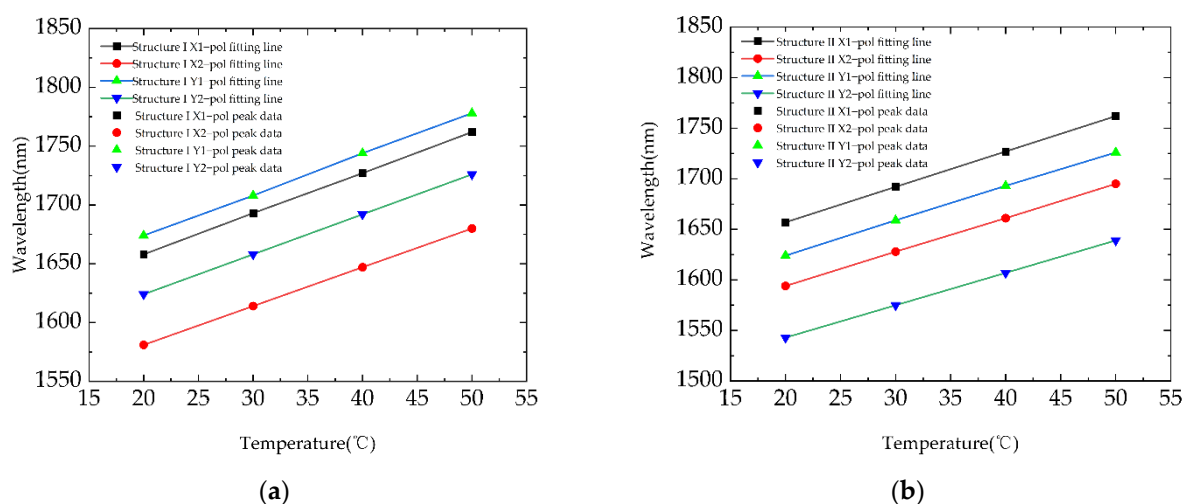 1850
1800
1750
1700
1650
1600
1550
Wavelength(nm)
Structure I X1-pol fitting line
Structure I X2-pol fitting line
Structure I Y1-pol fitting line
Structure I Y2-pol fitting line
Structure I X1-pol peak data
Structure I X2-pol peak data
Structure I Y1-pol peak data
Structure I Y2-pol peak data
15 20 25 30 35 40 45 50 55
Temperature(℃)
(a)
1850
1800
1750
1700
1650
1600
1550
1500
Wavelength(nm)
Structure II X1-pol fitting line
Structure II X2-pol fitting line
Structure II Y1-pol fitting line
Structure II Y2-pol fitting line
Structure II X1-pol peak data
Structure II X2-pol peak data
Structure II Y1-pol peak data
Structure II Y2-pol peak data
15 20 25 30 35 40 45 50 55
Temperature(℃)
(b)